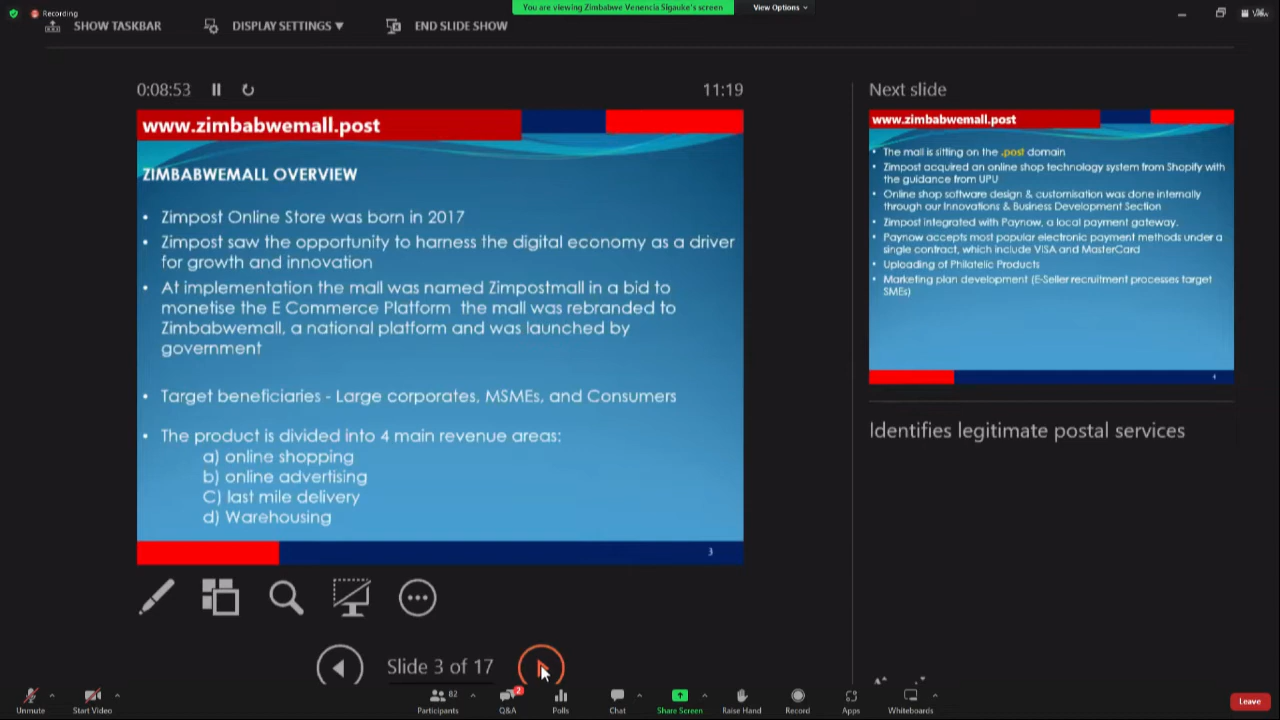 Recording
You are viewing Zimbabwe Venencia Sigauke's screen
View Options
View
SHOW TASKBAR
DISPLAY SETTINGS
END SLIDE SHOW
0:08:53
11:19
www.zimbabwemall.post
ZIMBABWEMALL OVERVIEW
• Zimpost Online Store was born in 2017
• Zimpost saw the opportunity to harness the digital economy as a driver
for growth and innovation
• At implementation the mall was named Zimpostmall in a bid to
monetise the E Commerce Platform the mall was rebranded to
Zimbabwemall, a national platform and was launched by
government
• Target beneficiaries - Large corporates, MSMEs, and Consumers
• The product is divided into 4 main revenue areas:
a) online shopping
b) online advertising
C) last mile delivery
d) Warehousing
3
Next slide
www.zimbabwemall.post
• The mall is sitting on the .post domain
• Zimpost acquired an online shop technology system from Shopify with
the guidance from UPU
• Online shop software design & customisation was done internally
through our Innovations & Business Development Section
• Zimpost integrated with Paynow, a local payment gateway.
• Paynow accepts most popular electronic payment methods under a
single contract, which include VISA and MasterCard
• Uploading of Philatelic Products
• Marketing plan development (E-Seller recruitment processes target
SMEs)
4
Identifies legitimate postal services
Slide 3 of 17
Unmute
Start Video
82
Participants
2
Q&A
Polls
Chat
Share Screen
Raise Hand
Record
Apps
Whiteboards
Leave